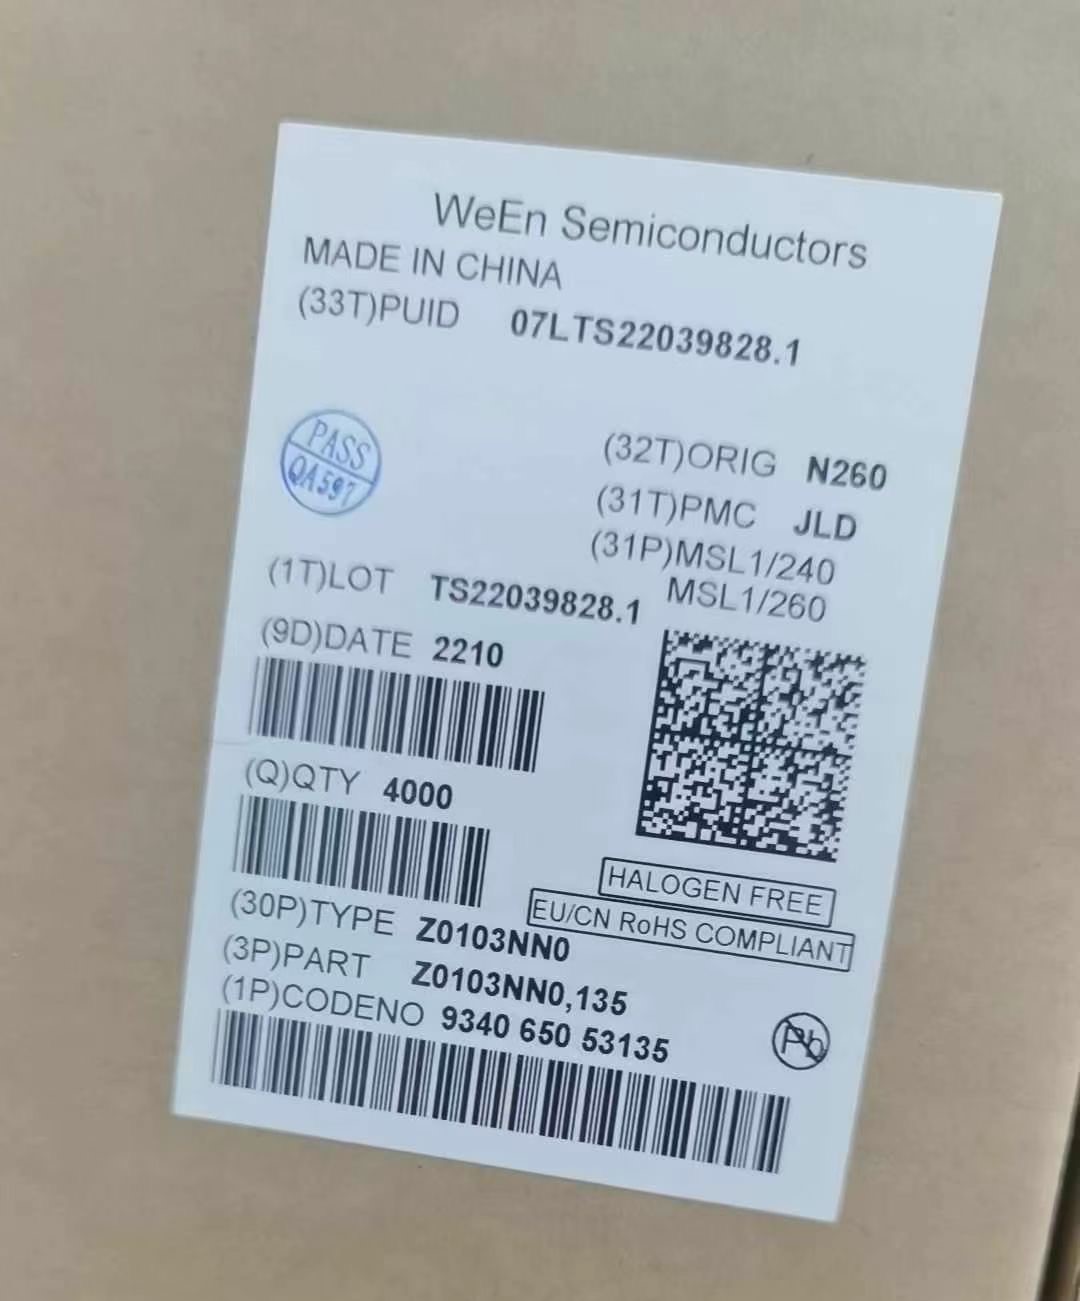 WeEn Semiconductors
MADE IN CHINA
(33T)PUID 07LTS22039828.1
PASS
QA597
(32T)ORIG N260
(31T)PMC JLD
(31P)MSL1/240
MSL1/260
(1T)LOT TS22039828.1
(9D)DATE 2210
(Q)QTY 4000
HALOGEN FREE
EU/CN RoHS COMPLIANT
(30P)TYPE Z0103NN0
(3P)PART Z0103NN0,135
(1P)CODENO 9340 650 53135
Pb